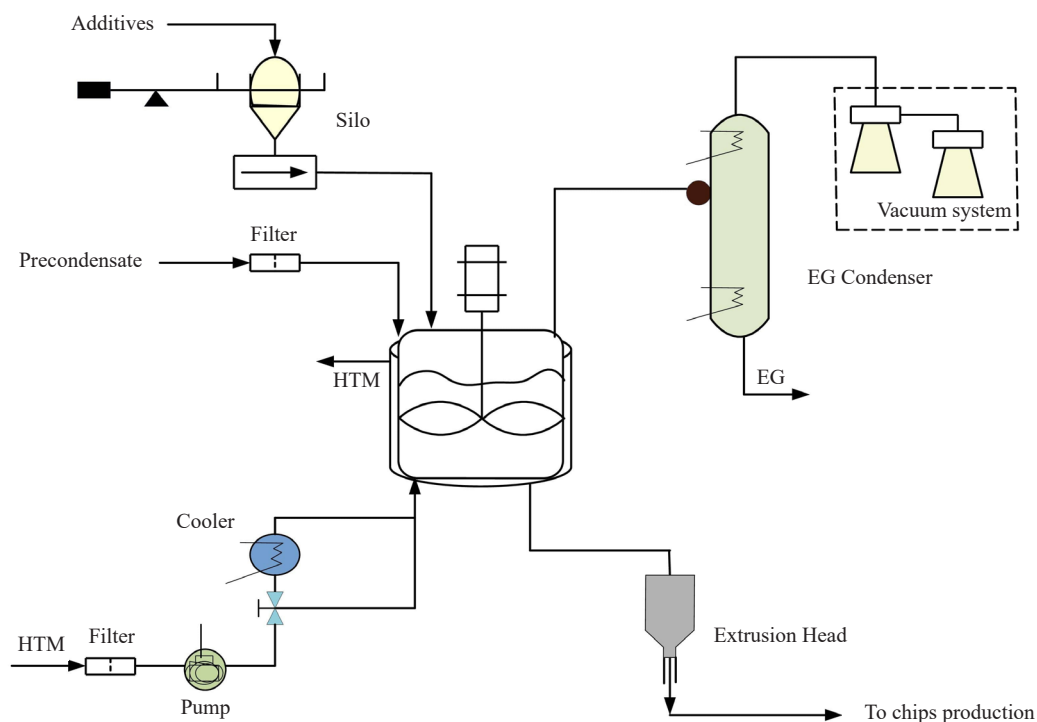 Additives
Silo
Vacuum system
Filter
Precondensate
EG Condenser
HTM
EG
Cooler
HTM
Filter
Extrusion Head
Pump
To chips production